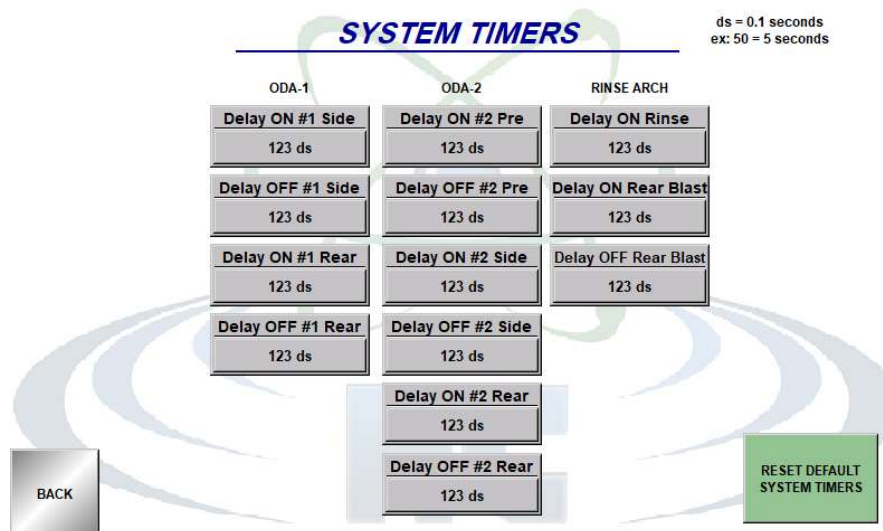 SYSTEM TIMERS
ds = 0.1 seconds
ex: 50 = 5 seconds
ODA-1
Delay ON #1 Side
123 ds
Delay OFF #1 Side
123 ds
Delay ON #1 Rear
123 ds
Delay OFF #1 Rear
123 ds
ODA-2
Delay ON #2 Pre
123 ds
Delay OFF #2 Pre
123 ds
Delay ON #2 Side
123 ds
Delay OFF #2 Side
123 ds
Delay ON #2 Rear
123 ds
Delay OFF #2 Rear
123 ds
RINSE ARCH
Delay ON Rinse
123 ds
Delay ON Rear Blast
123 ds
Delay OFF Rear Blast
123 ds
BACK
RESET DEFAULT
SYSTEM TIMERS